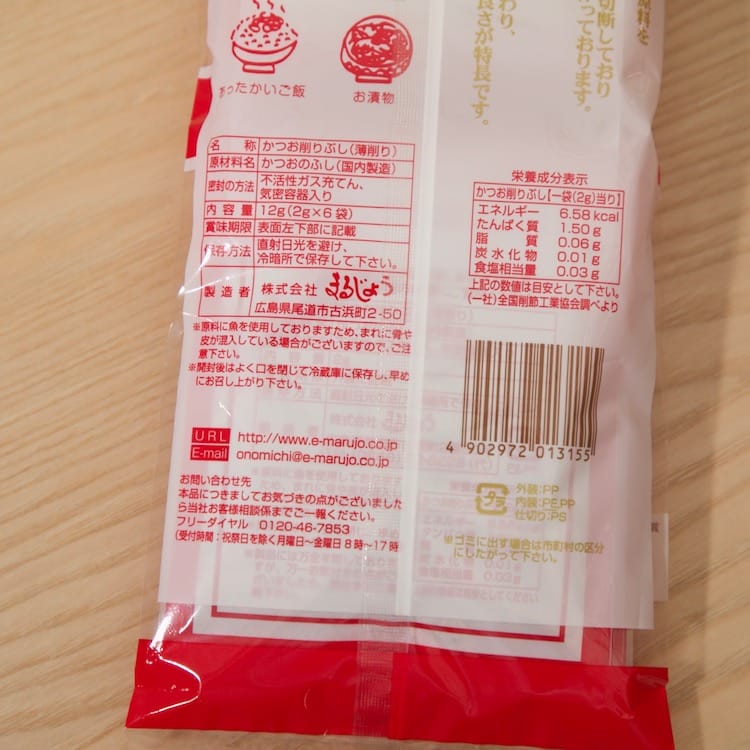 原料を
切断しており
っております。
わり、
良さが特長です。
あったかいご飯
お漬物
名 称 かつお削りぶし(薄削り)
原材料名 かつおのふし(国内製造)
密封の方法 不活性ガス充てん、
気密容器入り
内 容 量 12g(2g×6袋)
賞味期限 表面左下部に記載
保存方法 直射日光を避け、
冷暗所で保存して下さい。
製 造 者 株式会社 まるじょう
広島県尾道市古浜町2-50
※原料に魚を使用しておりますため、まれに骨や
皮が混入している場合がございますので、ご注
意下さい。
※開封後はよく口を閉じて冷蔵庫に保存し、早め
にお召し上がり下さい。
URL http://www.e-marujo.co.jp
E-mail onomichi@e-marujo.co.jp
お問い合わせ先
本品につきましてお気づきの点がございました
ら当社お客様相談係までご一報ください。
フリーダイヤル 0120-46-7853
(受付時間:祝祭日を除く月曜日〜金曜日 8時〜17時
栄養成分表示
かつお削りぶし【一袋(2g)当り】
エネルギー 6.58 kcal
たんぱく質 1.50 g
脂 質 0.06 g
炭水化物 0.01 g
食塩相当量 0.03 g
上記の数値は目安として下さい。
(一社)全国削節工業協会調べより
4 902972 013155
プラ
外装:PP
内装:PE,PP
仕切り:PS
※ゴミに出す場合は市町村の区分
にしたがって下さい。